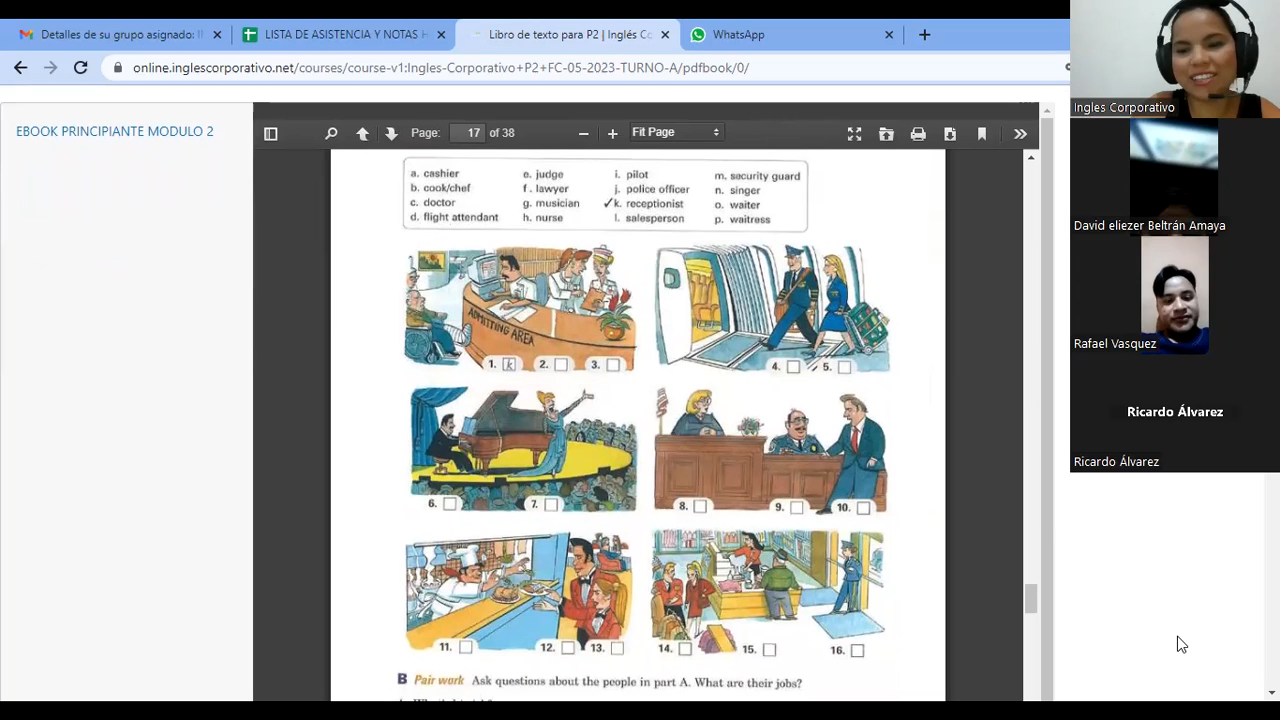 Detalles de su grupo asignado: I
LISTA DE ASISTENCIA Y NOTAS
Libro de texto para P2 | Inglés Co
WhatsApp
online.inglescorporativo.net/courses/course-v1:Ingles-Corporativo+P2+FC-05-2023-TURNO-A/pdfbook/0/
EBOOK PRINCIPIANTE MODULO 2
Page: 17 of 38
Fit Page
a. cashier
b. cook/chef
c. doctor
d. flight attendant
e. judge
f. lawyer
g. musician
h. nurse
i. pilot
j. police officer
✓k. receptionist
l. salesperson
m. security guard
n. singer
o. waiter
p. waitress
ADMITTING AREA
1. k 2. 3.
4. 5.
6. 7.
8. 9. 10.
11. 12. 13.
14. 15. 16.
B Pair work Ask questions about the people in part A. What are their jobs?
Ingles Corporativo
David eliezer Beltrán Amaya
Rafael Vasquez
Ricardo Álvarez
Ricardo Álvarez